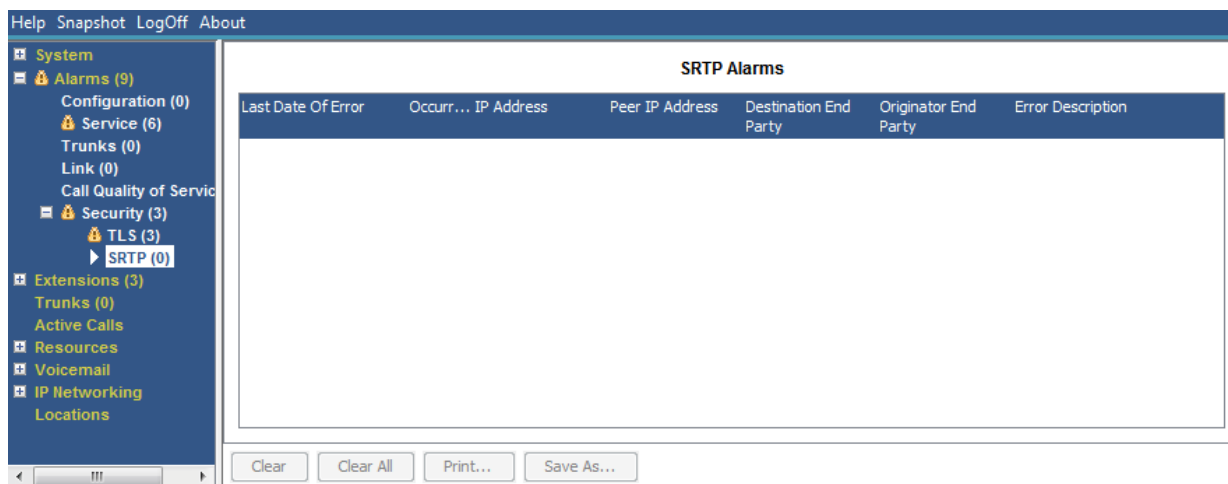 Help Snapshot LogOff About
System
Alarms (9)
Configuration (0)
Service (6)
Trunks (0)
Link (0)
Call Quality of Servic
Security (3)
TLS (3)
SRTP (0)
Extensions (3)
Trunks (0)
Active Calls
Resources
Voicemail
IP Networking
Locations
SRTP Alarms
Last Date Of Error Occurr... IP Address Peer IP Address Destination End Originator End Error Description
Party Party
Clear Clear All Print... Save As...